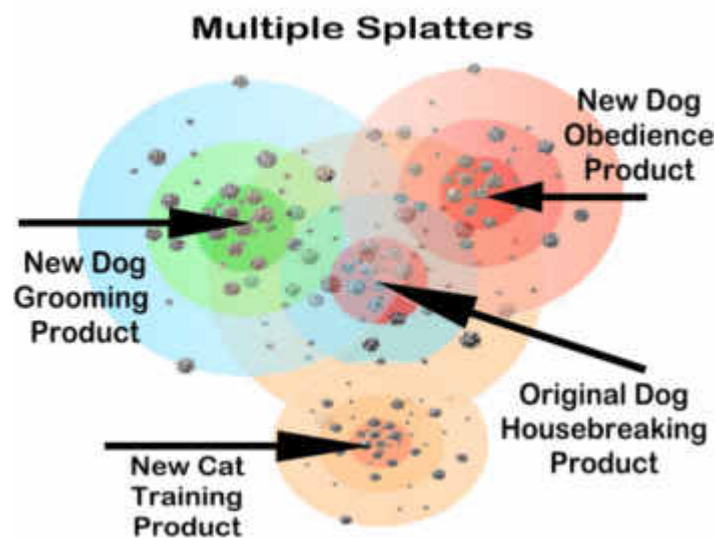 Multiple Splatters
New Dog
Obedience
Product
New Dog
Grooming
Product
Original Dog
Housebreaking
Product
New Cat
Training
Product